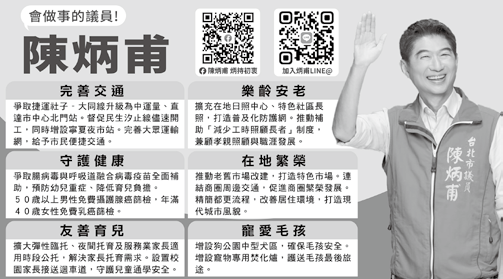 會做事的議員!
陳炳甫
陳炳甫 炳持初衷
加入炳甫LINE@
完善交通
爭取捷運社子、大同線升級為中運量、直
達市中心北門站。督促民生汐止線儘速開
工,同時增設寧夏夜市站。完善大眾運輸
網,給予市民便捷交通。
樂齡安老
擴充在地日照中心、特色社區長
照,打造普及化防護網。推動補
助「減少工時照顧長者」制度,
兼顧孝親照顧與職涯發展。
守護健康
爭取腸病毒與呼吸道融合病毒疫苗全面補
助,預防幼兒重症、降低育兒負擔。
50歲以上男性免費攝護腺癌篩檢,年滿
40歲女性免費乳癌篩檢。
在地繁榮
推動老舊市場改建,打造特色市場。連
結商圈周邊交通,促進商圈繁榮發展。
精簡都更流程,改善居住環境,打造現
代城市風貌。
友善育兒
擴大彈性臨托、夜間托育及服務業家長適
用時段公托,解決家長托育需求。設置校
園家長接送巡車道,守護兒童通學安全。
寵愛毛孩
增設狗公園中型犬區,確保毛孩安全。
增設寵物專用焚化爐,護送毛孩最後旅
途。
台北市議員
陳炳甫